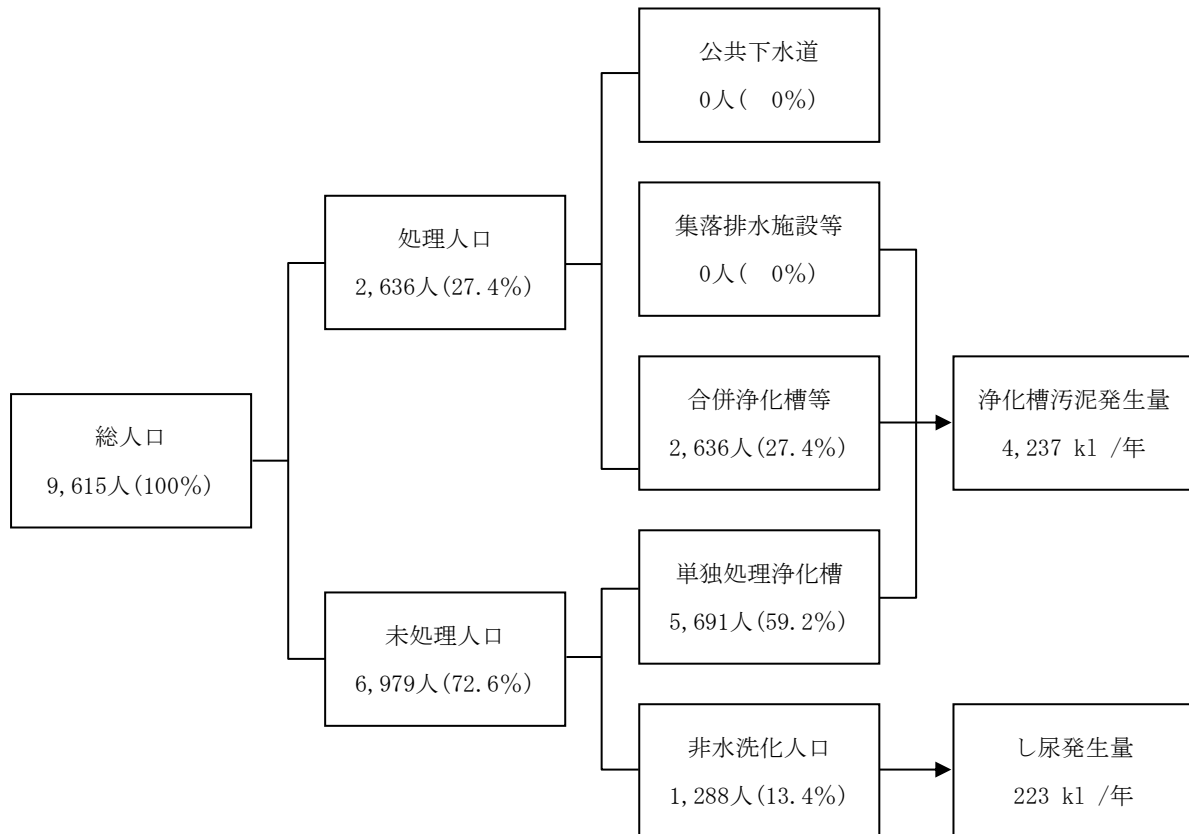 総人口
9,615人(100%)
処理人口
2,636人(27.4%)
未処理人口
6,979人(72.6%)
公共下水道
0人(　0%)
集落排水施設等
0人(　0%)
合併浄化槽等
2,636人(27.4%)
単独処理浄化槽
5,691人(59.2%)
非水洗化人口
1,288人(13.4%)
浄化槽汚泥発生量
4,237 kl /年
し尿発生量
223 kl /年